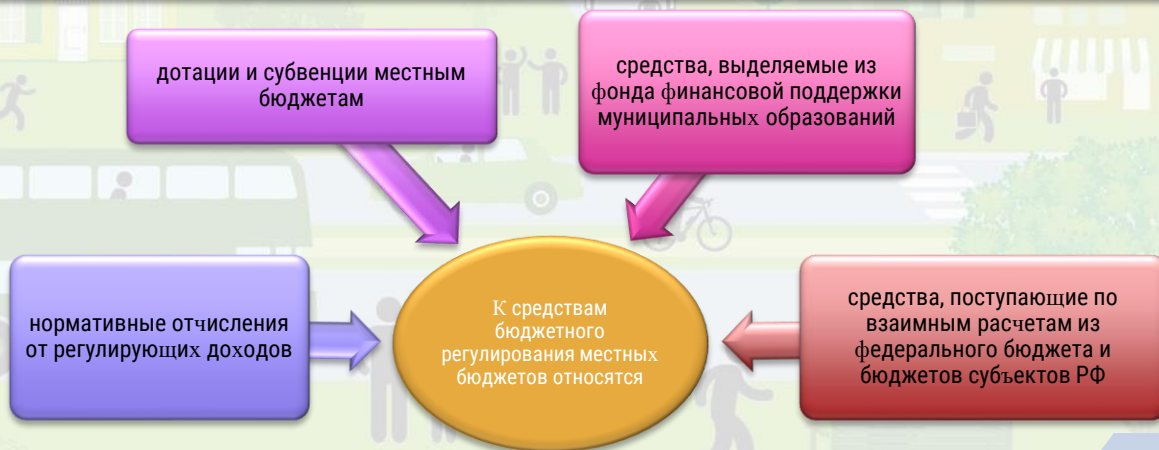 дотации и субвенции местным
бюджетам
средства, выделяемые из
фонда финансовой поддержки
муниципальных образований
нормативные отчисления
от регулирующих доходов
К средствам
бюджетного
регулирования местных
бюджетов относятся
средства, поступающие по
взаимным расчетам из
федерального бюджета и
бюджетов субъектов РФ